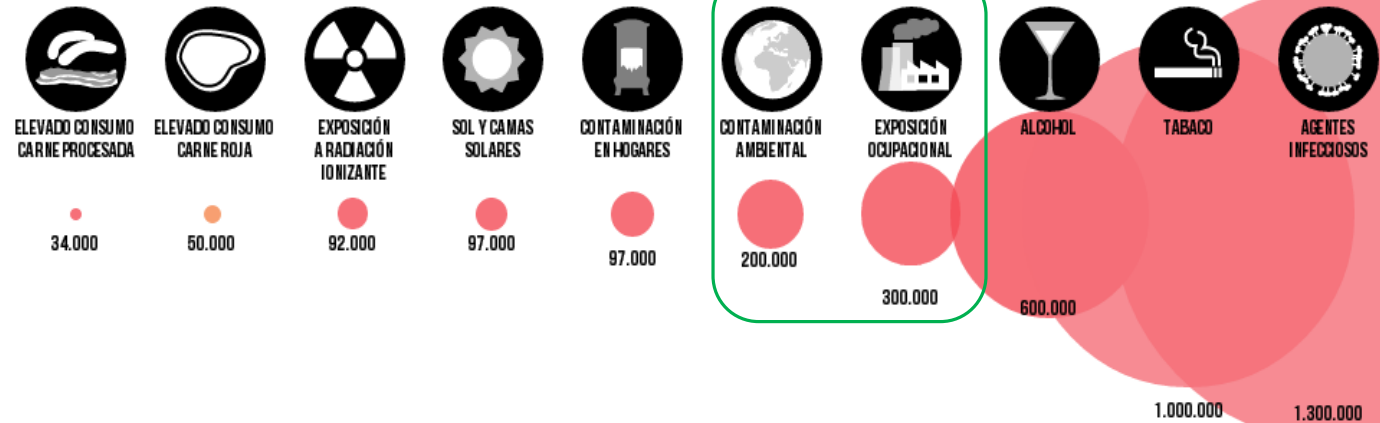 ELEVADO CONSUMO
CARNE PROCESADA
34.000
ELEVADO CONSUMO
CARNE ROJA
50.000
EXPOSICIÓN
A RADIACIÓN
IONIZANTE
92.000
SOL Y CAMAS
SOLARES
97.000
CONTAMINACIÓN
EN HOGARES
97.000
CONTAMINACIÓN
AMBIENTAL
200.000
EXPOSICIÓN
OCUPACIONAL
300.000
ALCOHOL
600.000
TABACO
1.000.000
AGENTES
INFECCIOSOS
1.300.000